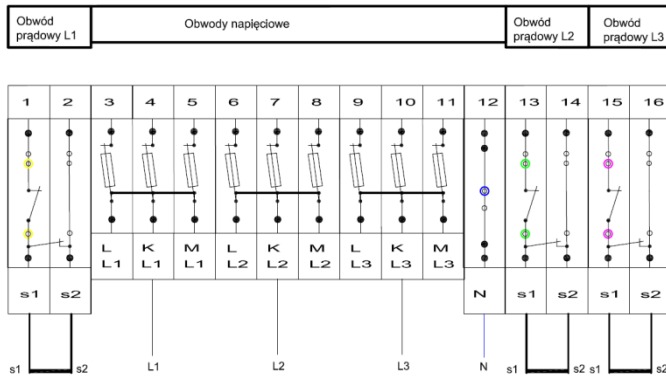 Obwód
prądowy L1
Obwody napięciowe
Obwód
prądowy L2
Obwód
prądowy L3
1 2 3 4 5 6 7 8 9 10 11 12 13 14 15 16
L K M L K M L K M
L1 L1 L1 L2 L2 L2 L3 L3 L3
s1 s2 N s1 s2 s1 s2
s1 s2 L1 L2 L3 N s1 s2 s1 s2